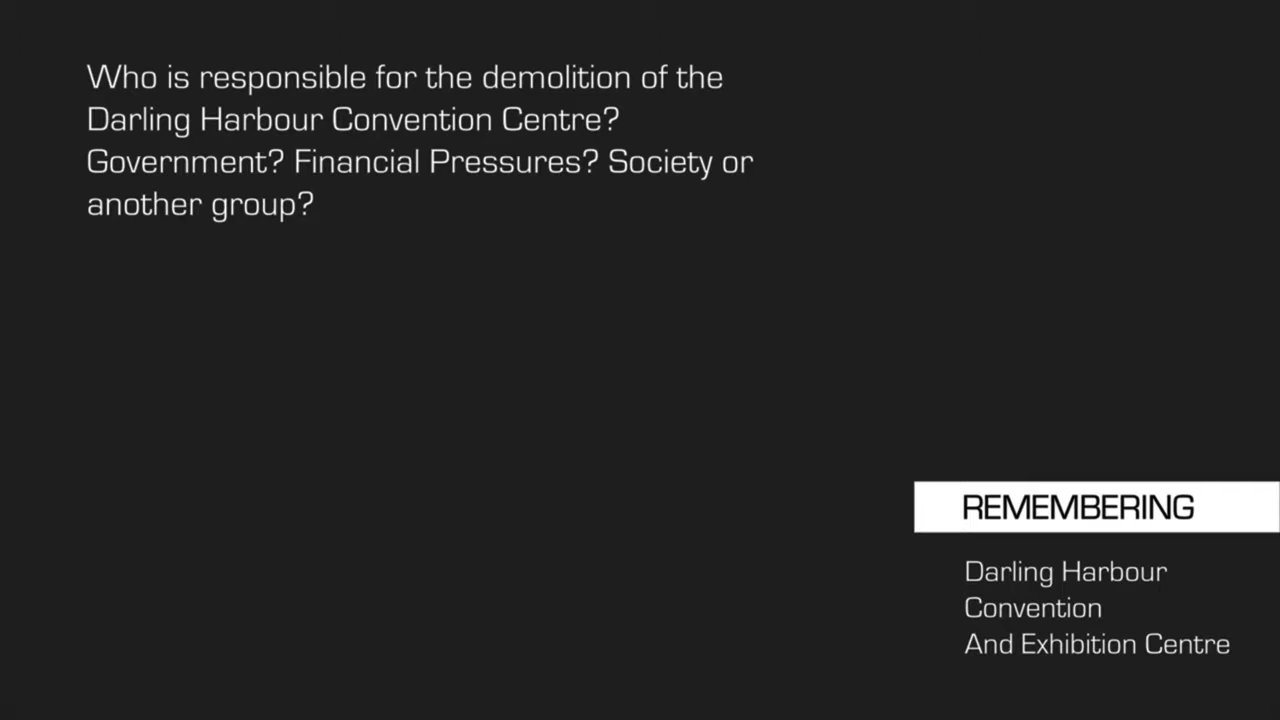 Who is responsible for the demolition of the
Darling Harbour Convention Centre?
Government? Financial Pressures? Society or
another group?
REMEMBERING
Darling Harbour
Convention
And Exhibition Centre